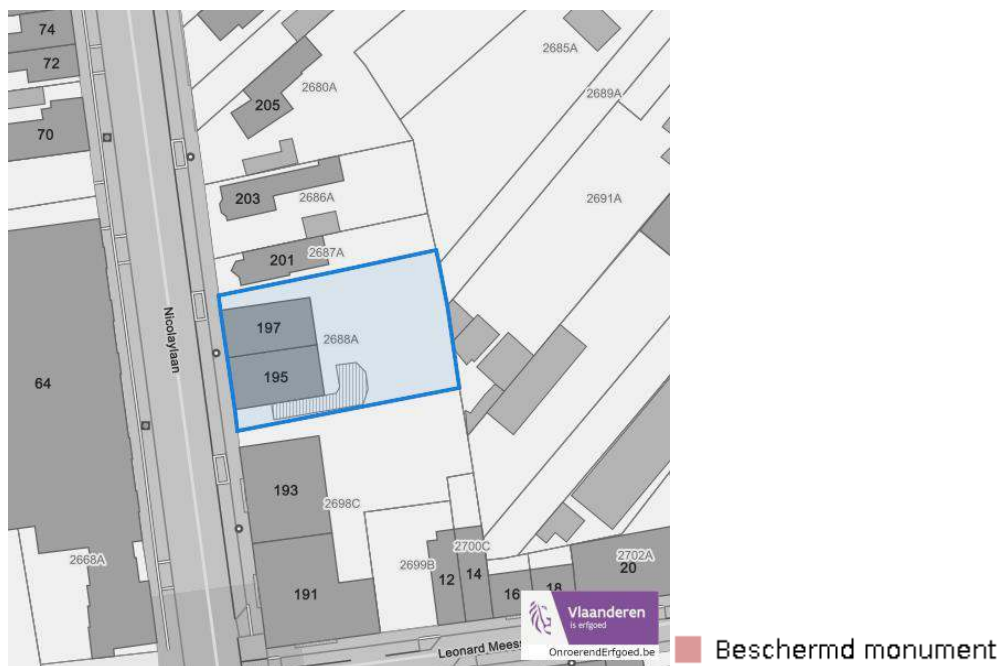 74
72
70
2685A
2680A
205
2689A
203
2686A
2691A
201
2687A
Nicolaylaan
197
2688A
195
64
193
2698C
2668A
2699B
2700C
2702A
12
14
16
18
20
191
Vlaanderen
is erfgoed
OnroerendErfgoed.be
Leonard Mees
Beschermd monument